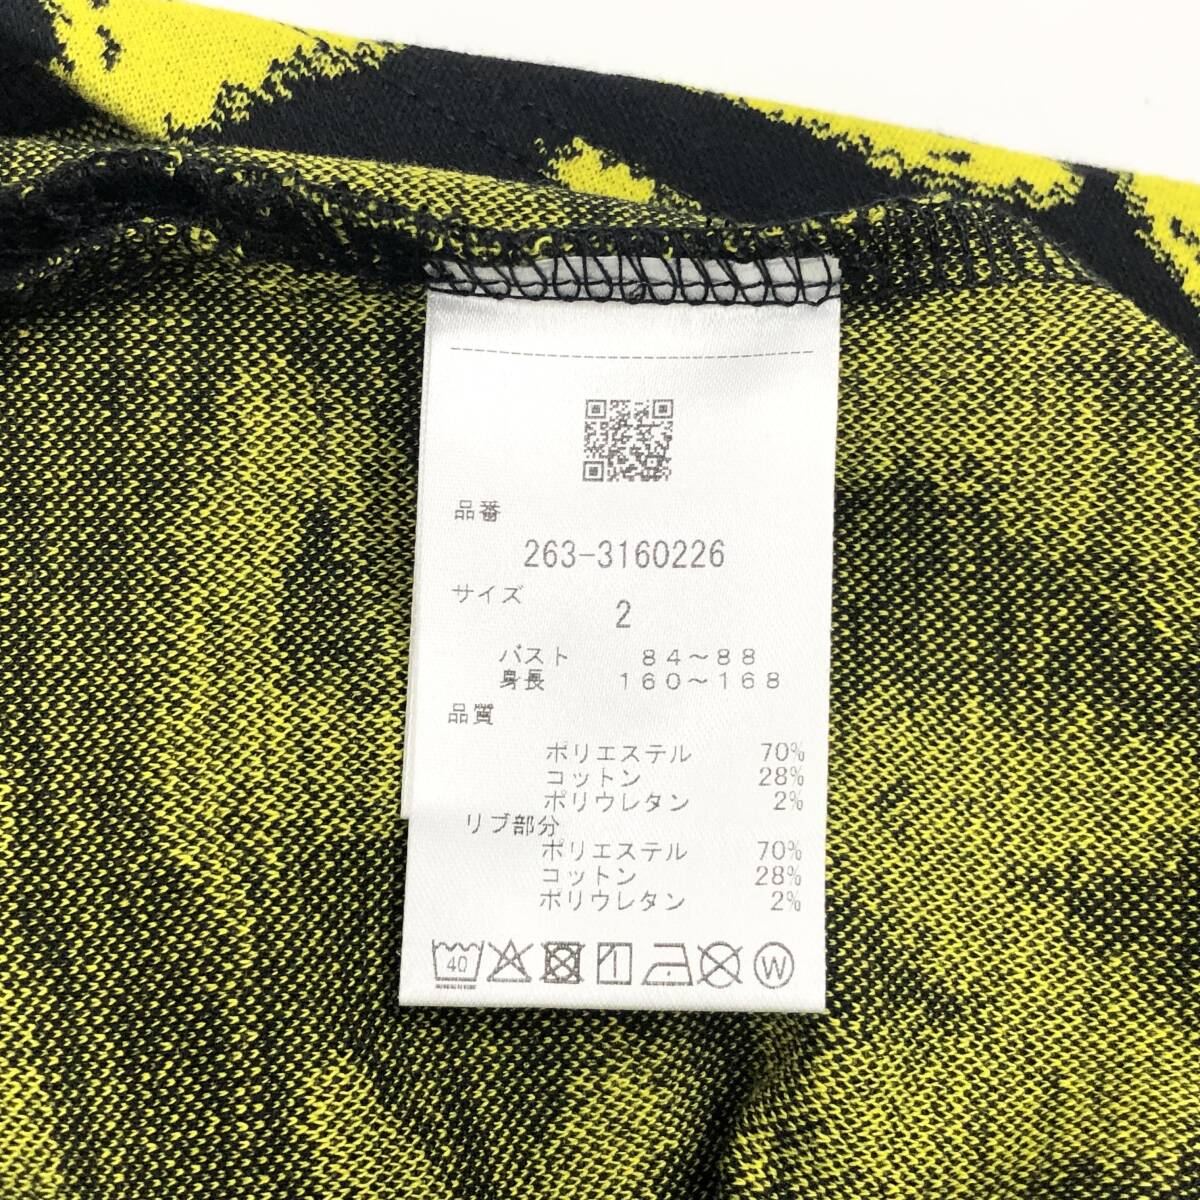 品番
263-3160226
サイズ
2
バスト 84～88
身長 160～168
品質
ポリエステル 70%
コットン 28%
ポリウレタン 2%
リブ部分
ポリエステル 70%
コットン 28%
ポリウレタン 2%
40 W